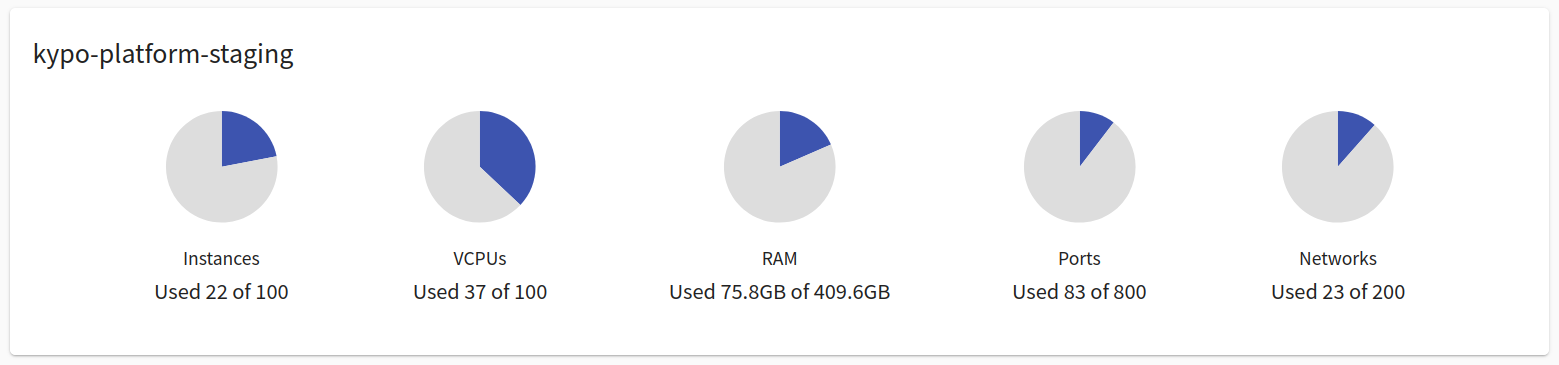 kypo-platform-staging
Instances
Used 22 of 100
VCPUs
Used 37 of 100
RAM
Used 75.8GB of 409.6GB
Ports
Used 83 of 800
Networks
Used 23 of 200